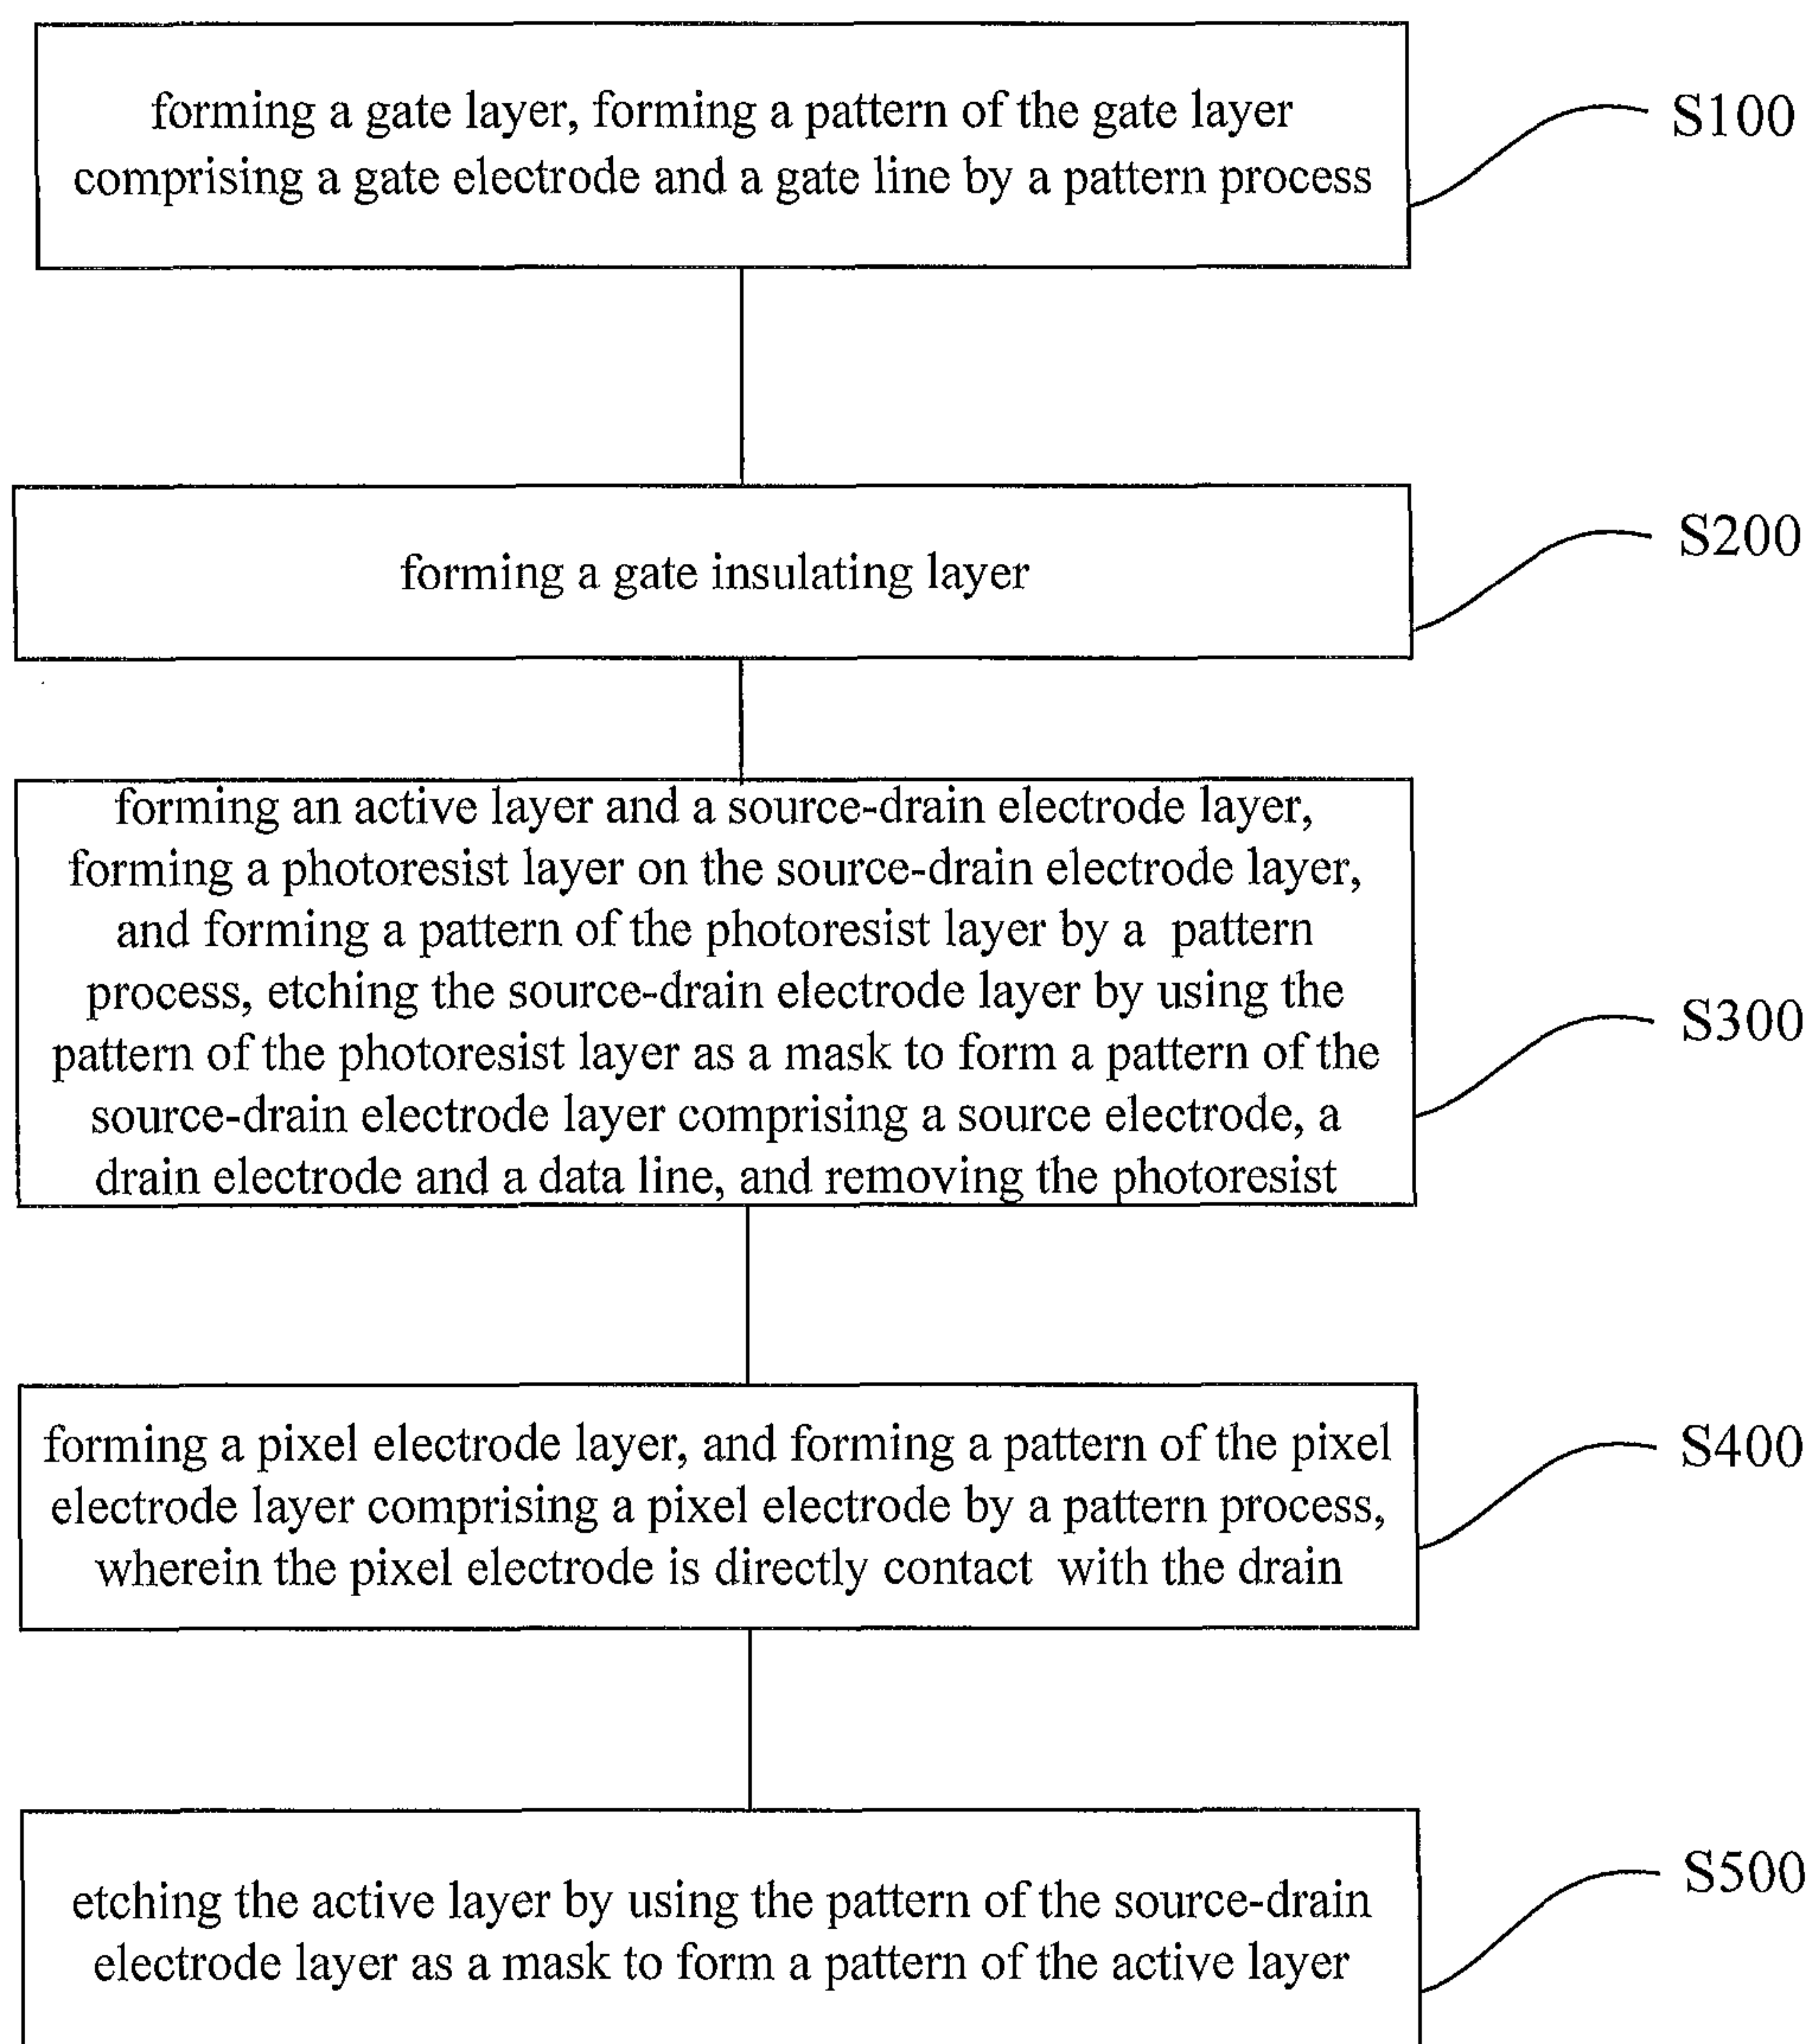 forming a gate layer, forming a pattern of the gate layer
comprising a gate electrode and a gate line by a pattern process
S100
forming a gate insulating layer
S200
forming an active layer and a source-drain electrode layer,
forming a photoresist layer on the source-drain electrode layer,
and forming a pattern of the photoresist layer by a pattern
process, etching the source-drain electrode layer by using the
pattern of the photoresist layer as a mask to form a pattern of the
source-drain electrode layer comprising a source electrode, a
drain electrode and a data line, and removing the photoresist
S300
forming a pixel electrode layer, and forming a pattern of the pixel
electrode layer comprising a pixel electrode by a pattern process,
wherein the pixel electrode is directly contact with the drain
S400
etching the active layer by using the pattern of the source-drain
electrode layer as a mask to form a pattern of the active layer
S500